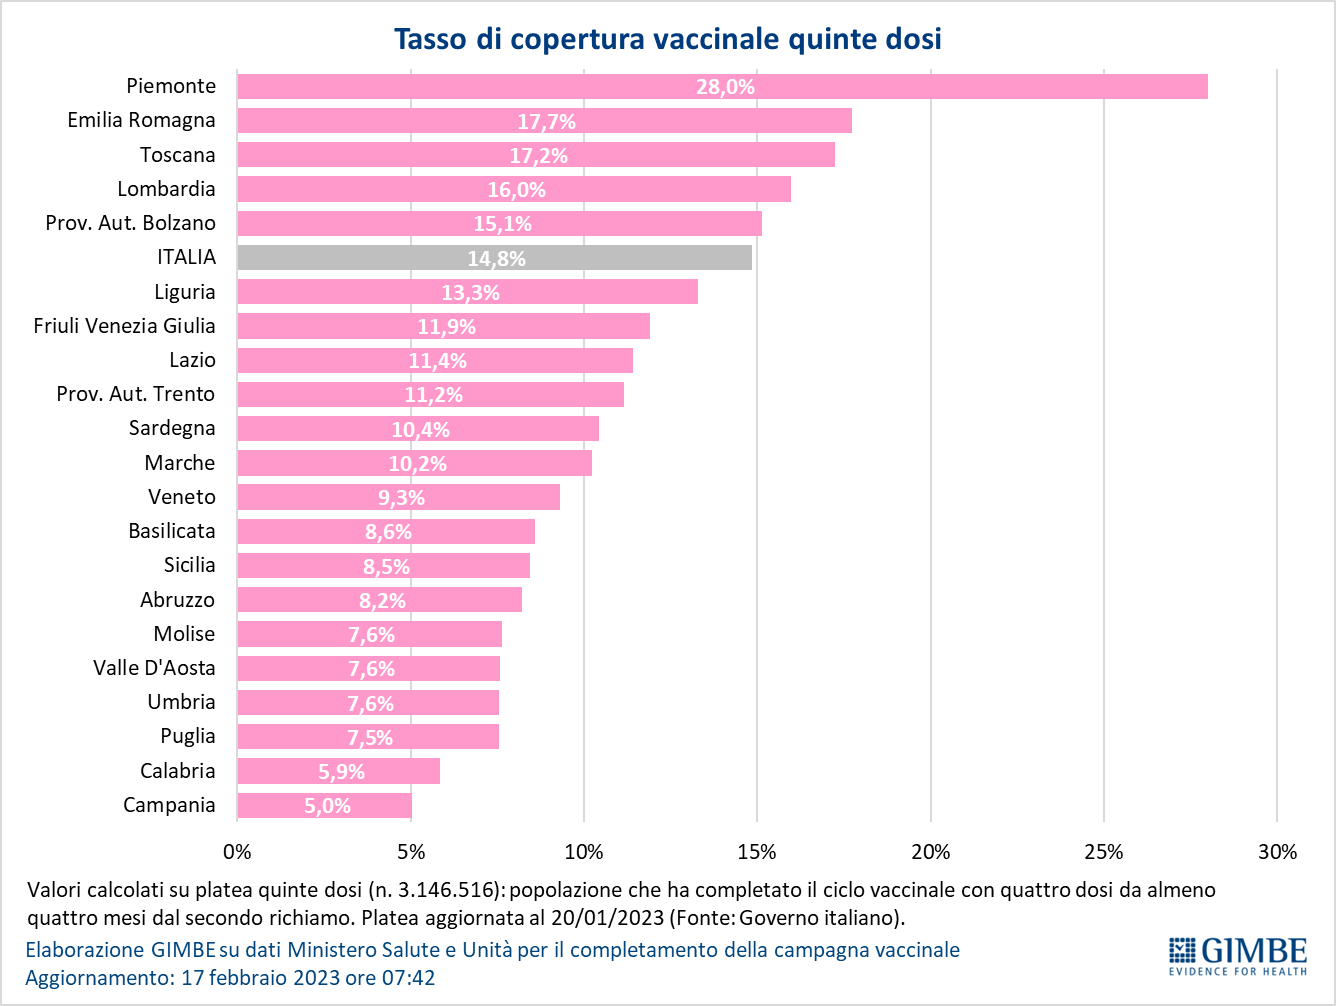 Tasso di copertura vaccinale quinte dosi
Piemonte 28,0%
Emilia Romagna 17,7%
Toscana 17,2%
Lombardia 16,0%
Prov. Aut. Bolzano 15,1%
ITALIA 14,8%
Liguria 13,3%
Friuli Venezia Giulia 11,9%
Lazio 11,4%
Prov. Aut. Trento 11,2%
Sardegna 10,4%
Marche 10,2%
Veneto 9,3%
Basilicata 8,6%
Sicilia 8,5%
Abruzzo 8,2%
Molise 7,6%
Valle D'Aosta 7,6%
Umbria 7,6%
Puglia 7,5%
Calabria 5,9%
Campania 5,0%
0% 5% 10% 15% 20% 25% 30%
Valori calcolati su platea quinte dosi (n. 3.146.516): popolazione che ha completato il ciclo vaccinale con quattro dosi da almeno
quattro mesi dal secondo richiamo. Platea aggiornata al 20/01/2023 (Fonte: Governo italiano).
Elaborazione GIMBE su dati Ministero Salute e Unità per il completamento della campagna vaccinale
Aggiornamento: 17 febbraio 2023 ore 07:42
GIMBE
EVIDENCE FOR HEALTH